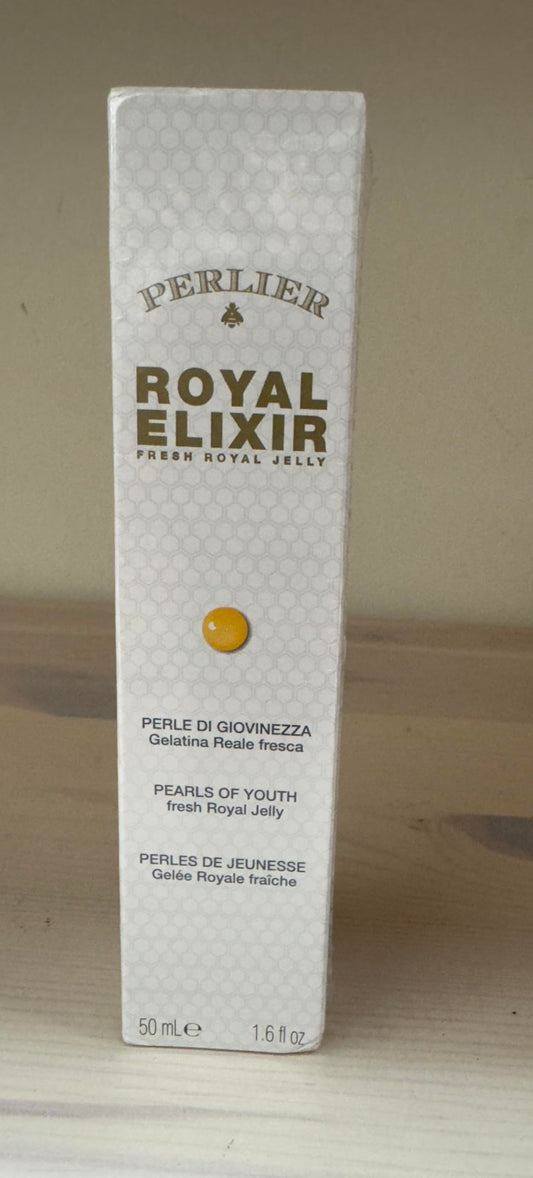 PERLIER
ROYAL
ELIXIR
FRESH ROYAL JELLY
PERLE DI GIOVINEZZA
Gelatina Reale fresca
PEARLS OF YOUTH
fresh Royal Jelly
PERLES DE JEUNESSE
Gelée Royale fraîche
50 mL℮ 1.6 fl oz